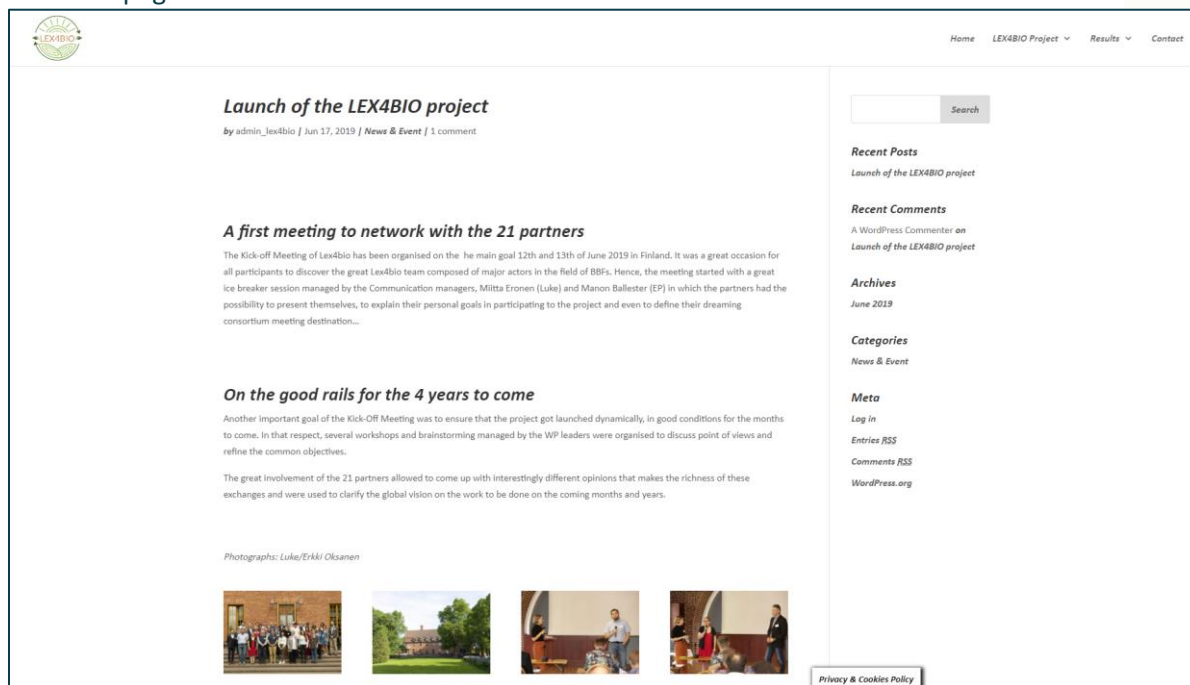 LEX4BIO
Home LEX4BIO Project Results Contact
Launch of the LEX4BIO project
by admin_lex4bio | Jun 17, 2019 | News & Event | 1 comment
A first meeting to network with the 21 partners
The Kick-off Meeting of Lex4bio has been organised on the he main goal 12th and 13th of June 2019 in Finland. It was a great occasion for
all participants to discover the great Lex4bio team composed of major actors in the field of BBFs. Hence, the meeting started with a great
ice breaker session managed by the Communication managers, Miitta Eronen (Luke) and Manon Ballester (EP) in which the partners had the
possibility to present themselves, to explain their personal goals in participating to the project and even to define their dreaming
consortium meeting destination...
On the good rails for the 4 years to come
Another important goal of the Kick-Off Meeting was to ensure that the project got launched dynamically, in good conditions for the months
to come. In that respect, several workshops and brainstorming managed by the WP leaders were organised to discuss point of views and
refine the common objectives.
The great involvement of the 21 partners allowed to come up with interestingly different opinions that makes the richness of these
exchanges and were used to clarify the global vision on the work to be done on the coming months and years.
Photographs: Luke/Erkki Oksanen
Search
Recent Posts
Launch of the LEX4BIO project
Recent Comments
A WordPress Commenter on
Launch of the LEX4BIO project
Archives
June 2019
Categories
News & Event
Meta
Log in
Entries RSS
Comments RSS
WordPress.org
Privacy & Cookies Policy